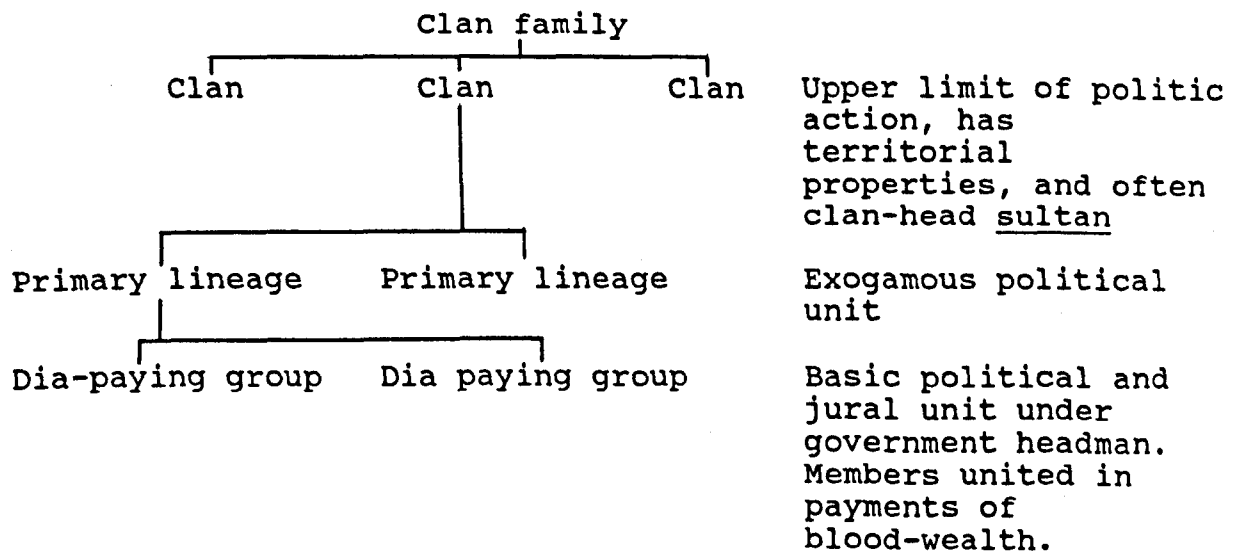 Clan family
Clan Clan Clan
Upper limit of politic
action, has
territorial
properties, and often
clan-head sultan
Primary lineage Primary lineage
Exogamous political
unit
Dia-paying group Dia paying group
Basic political and
jural unit under
government headman.
Members united in
payments of
blood-wealth.